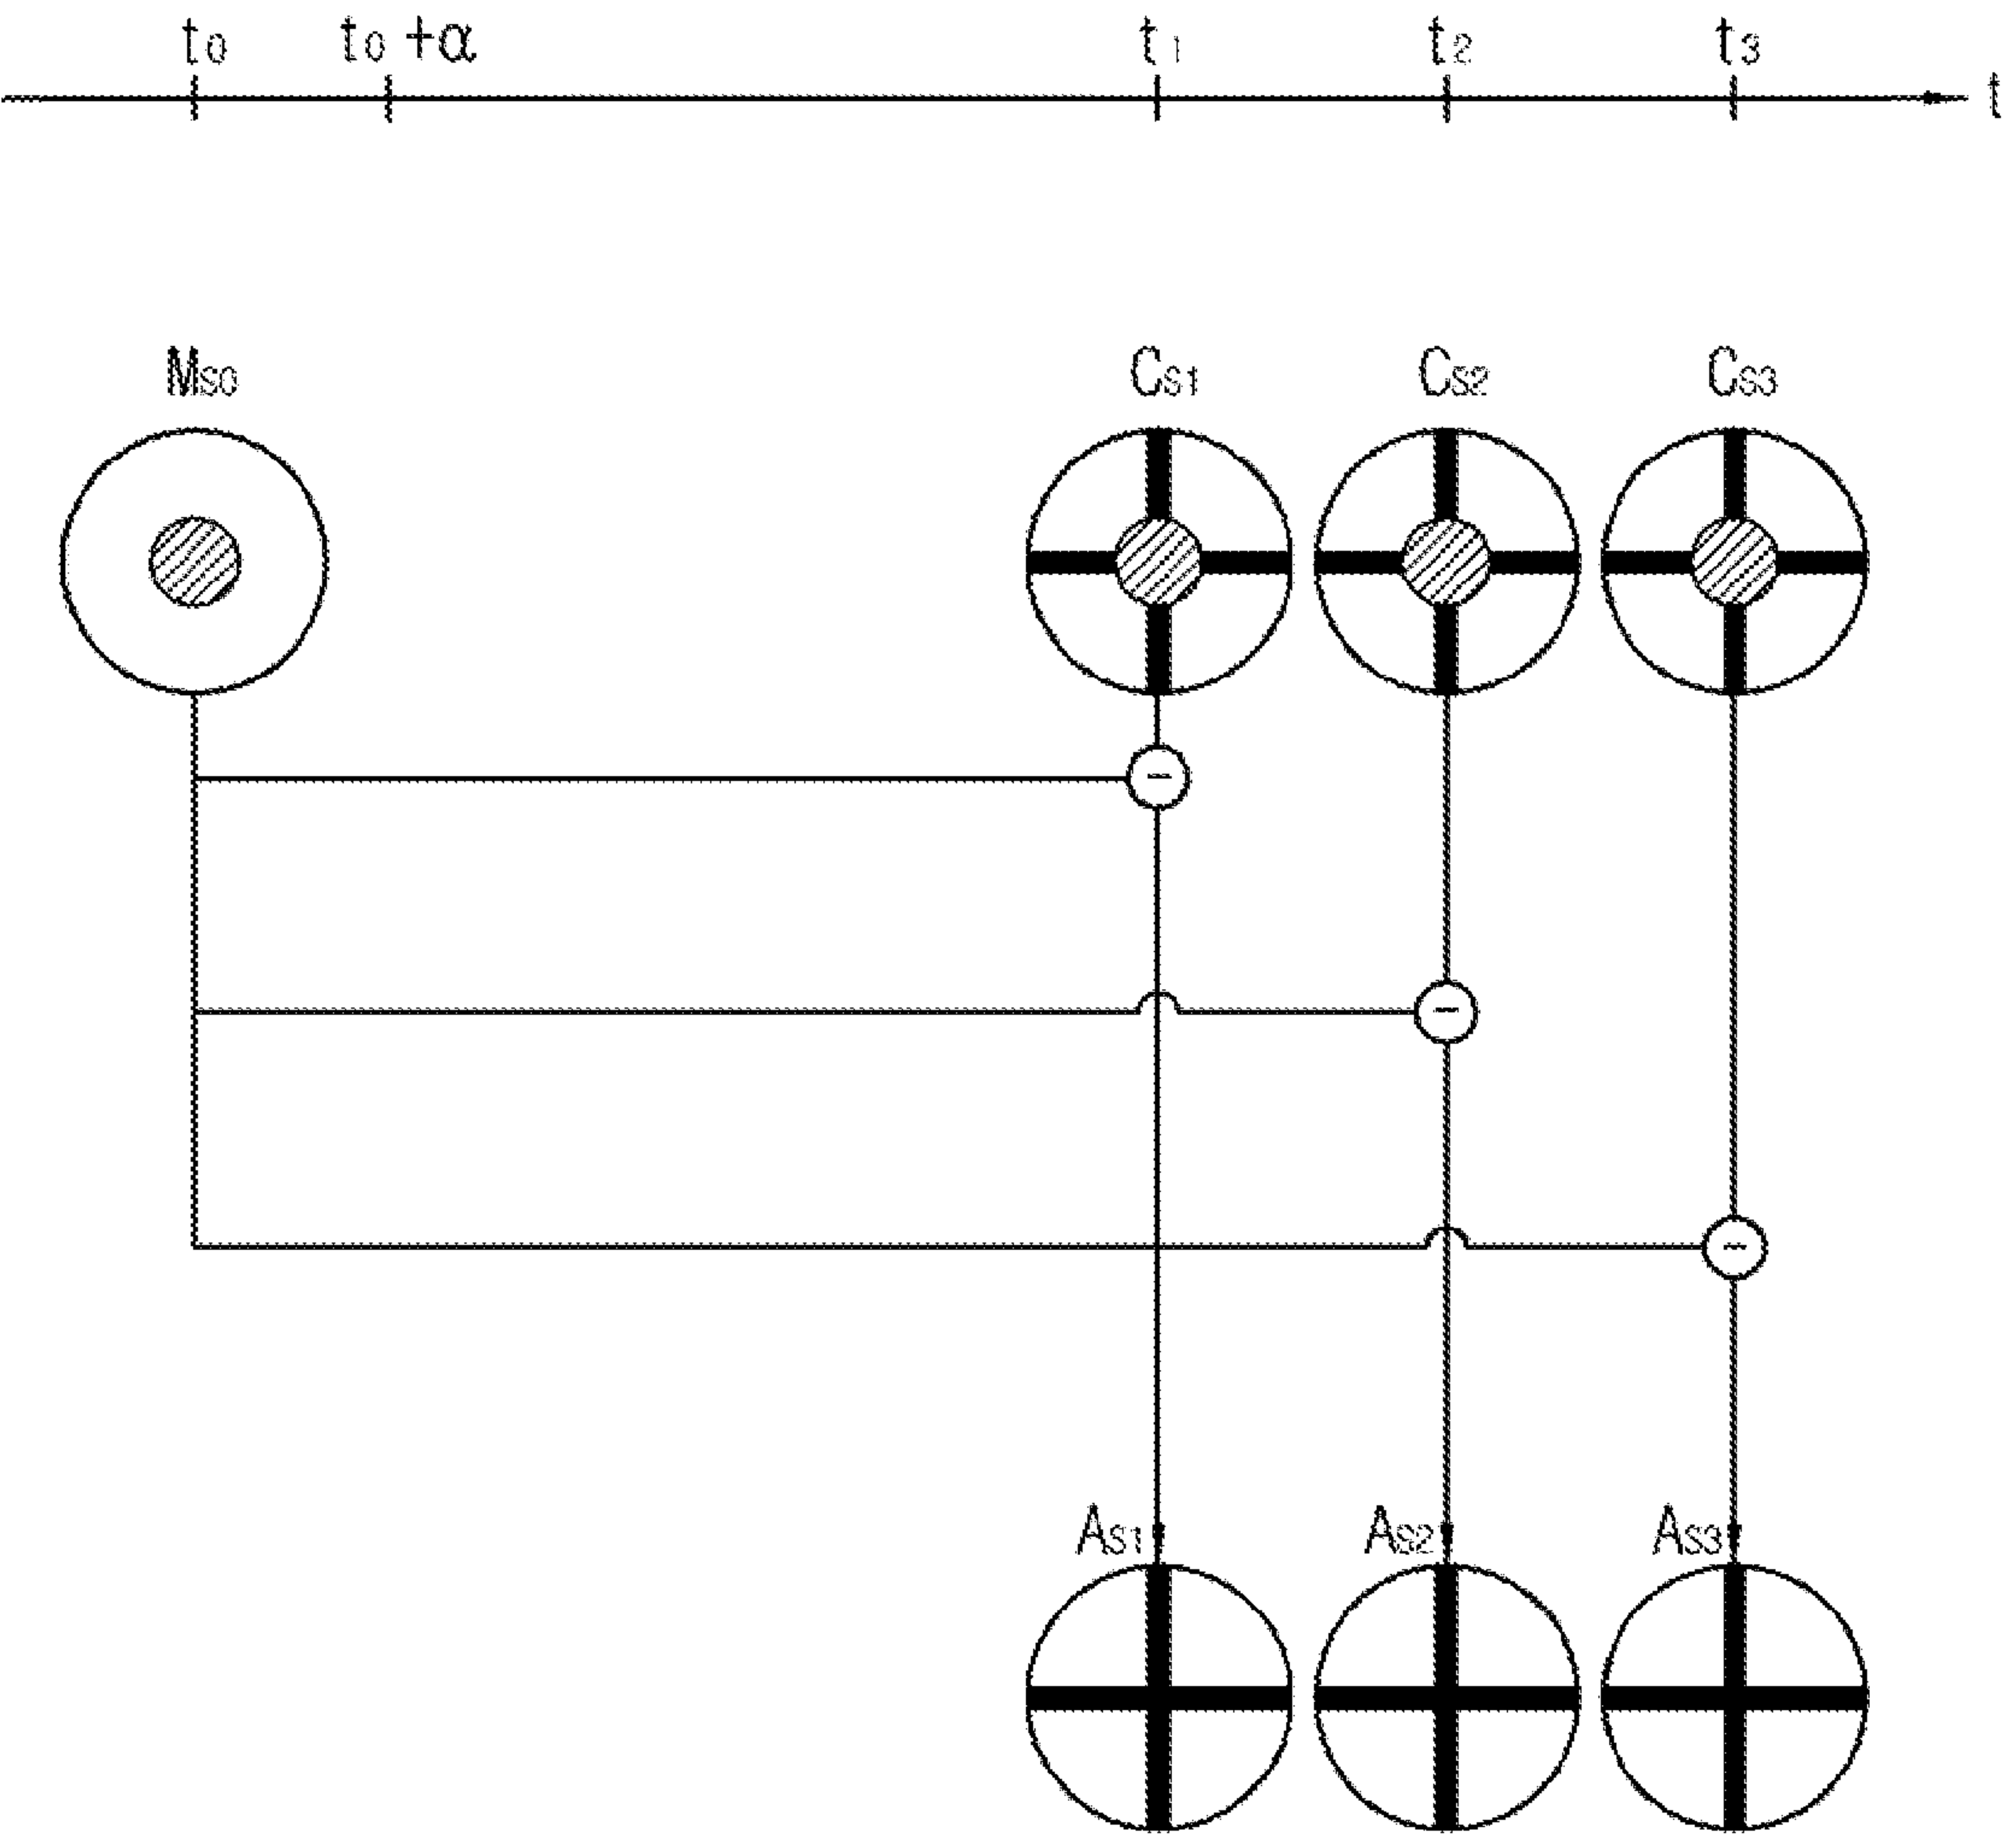 t0 t0+α t1 t2 t3
t
MS0 CS1 CS2 CS3
−
−
−
AS1 AS2 AS3